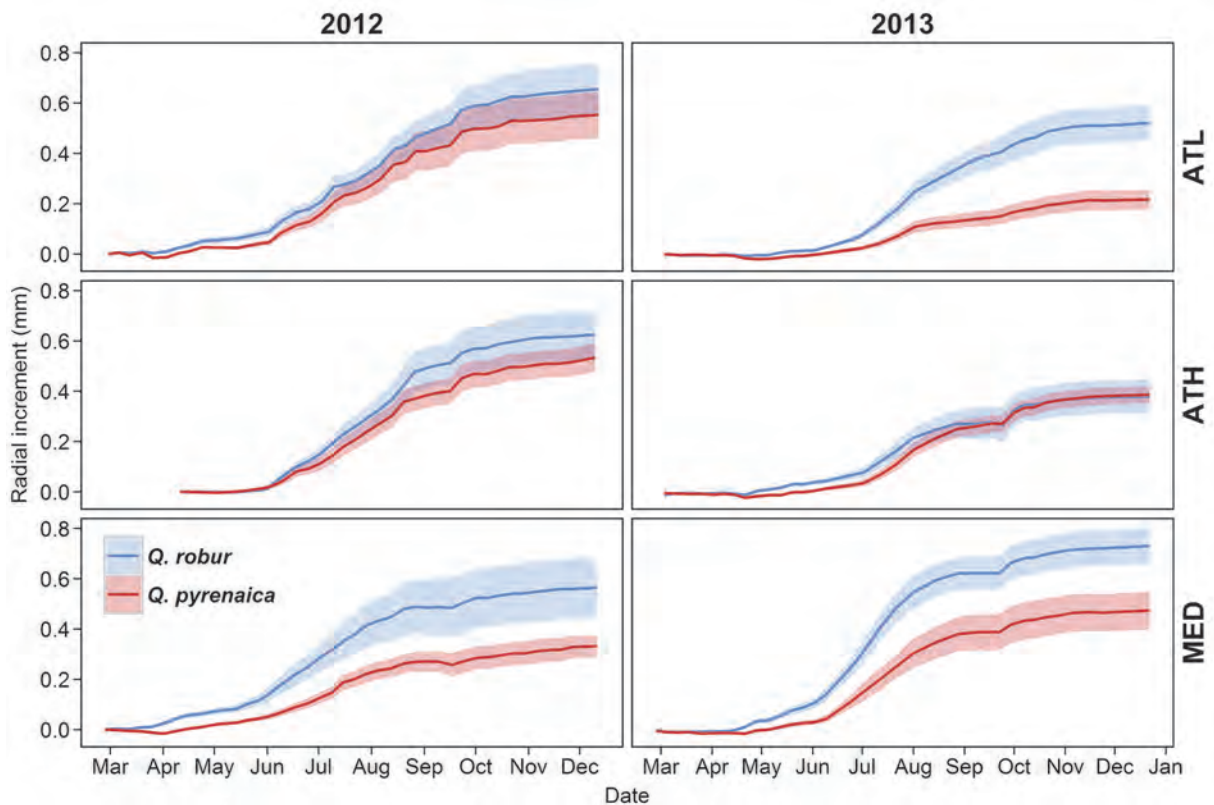 2012 2013
0.8
0.6
0.4
0.2
0.0
ATL
Radial increment (mm)
0.8
0.6
0.4
0.2
0.0
ATH
0.8
0.6
0.4
0.2
0.0
Q. robur
Q. pyrenaica
MED
Mar Apr May Jun Jul Aug Sep Oct Nov Dec Mar Apr May Jun Jul Aug Sep Oct Nov Dec Jan
Date